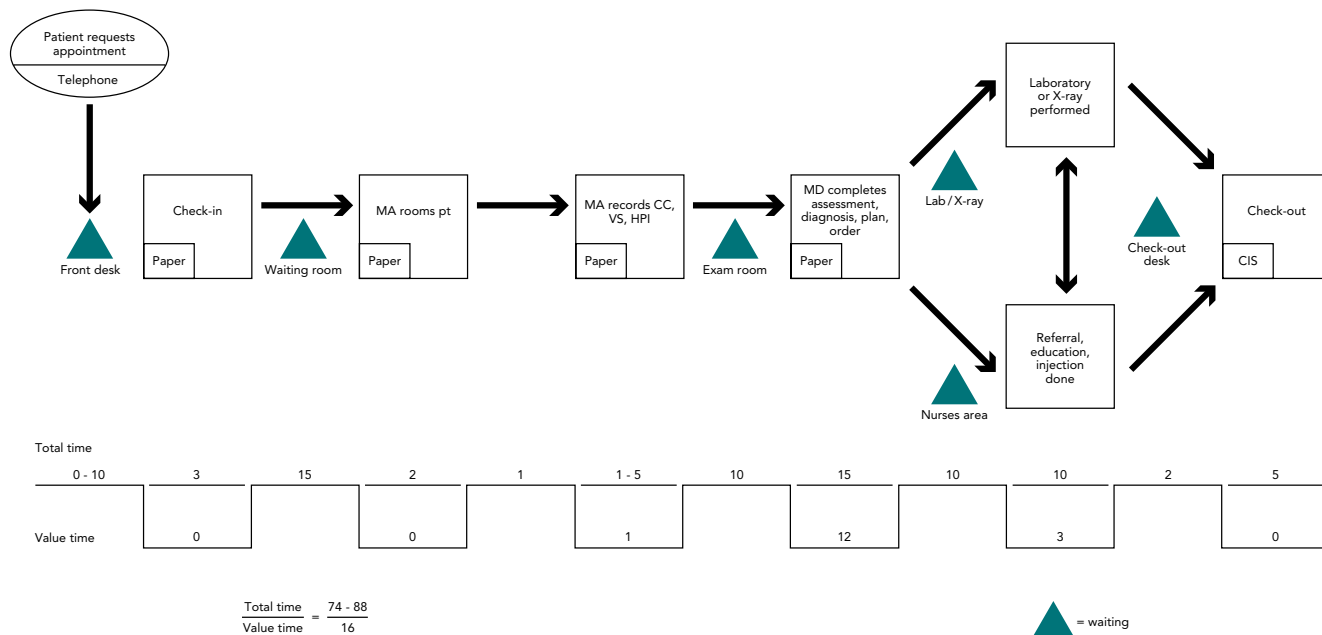 Patient requests
appointment
Telephone
Front desk
Check-in
Paper
Waiting room
MA rooms pt
Paper
MA records CC,
VS, HPI
Paper
Exam room
MD completes
assessment,
diagnosis, plan,
order
Paper
Lab / X-ray
Nurses area
Laboratory
or X-ray
performed
Referral,
education,
injection
done
Check-out
desk
Check-out
CIS
Total time
0 - 10 3 15 2 1 1 - 5 10 15 10 10 2 5
Value time 0 0 1 12 3 0
Total time = 74 - 88
Value time 16
= waiting